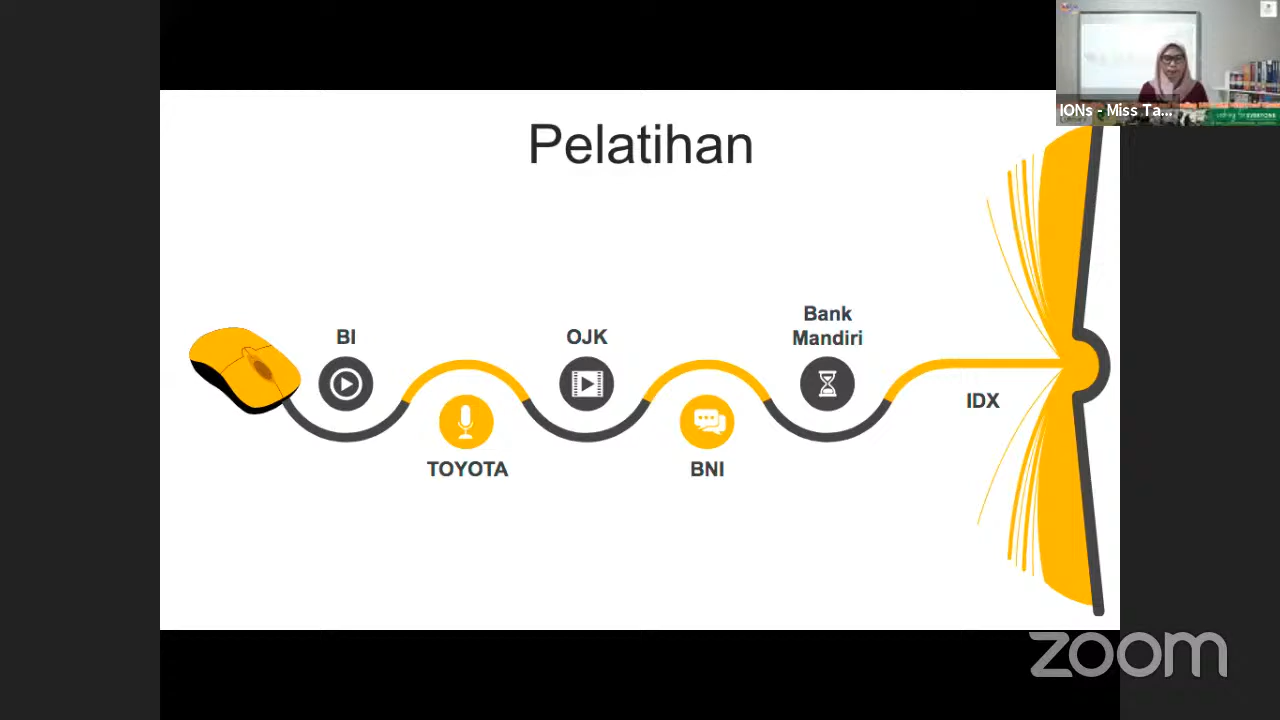 IONs - Miss Ta...
Pelatihan
BI
TOYOTA
OJK
BNI
Bank
Mandiri
IDX
zoom